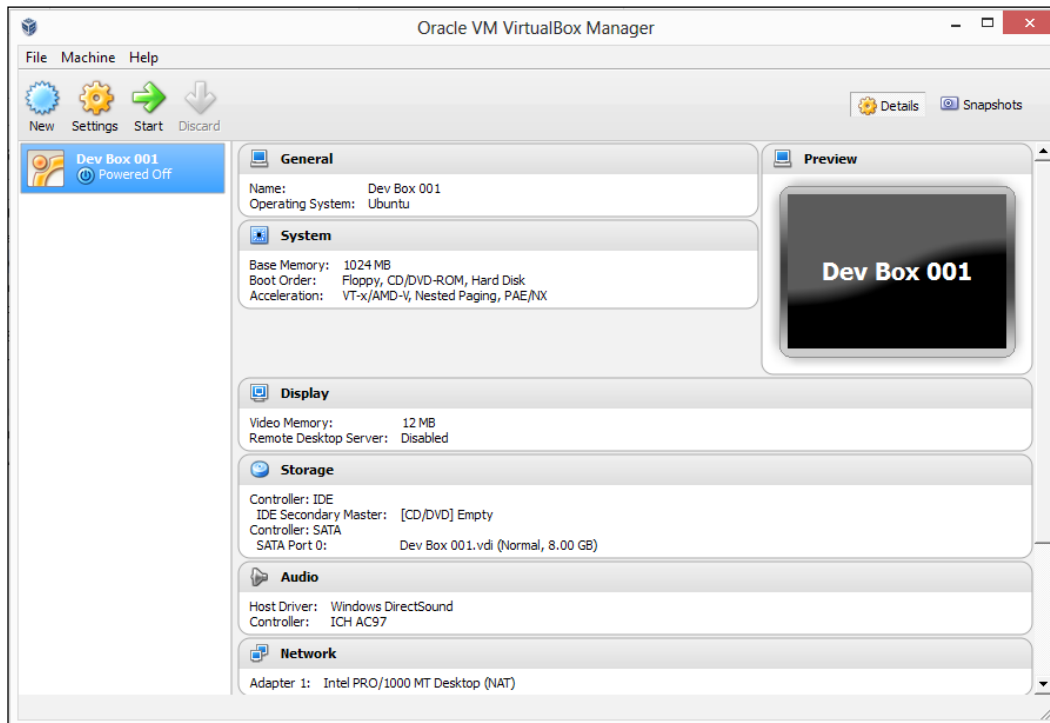 Oracle VM VirtualBox Manager
File Machine Help
New Settings Start Discard
Details Snapshots
Dev Box 001
Powered Off
General
Name: Dev Box 001
Operating System: Ubuntu
System
Base Memory: 1024 MB
Boot Order: Floppy, CD/DVD-ROM, Hard Disk
Acceleration: VT-x/AMD-V, Nested Paging, PAE/NX
Preview
Dev Box 001
Display
Video Memory: 12 MB
Remote Desktop Server: Disabled
Storage
Controller: IDE
IDE Secondary Master: [CD/DVD] Empty
Controller: SATA
SATA Port 0: Dev Box 001.vdi (Normal, 8.00 GB)
Audio
Host Driver: Windows DirectSound
Controller: ICH AC97
Network
Adapter 1: Intel PRO/1000 MT Desktop (NAT)